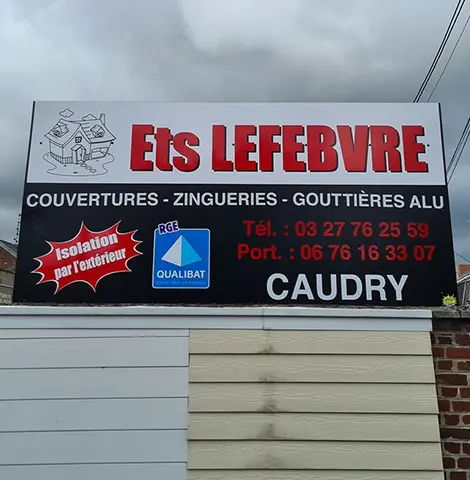 Ets LEFEBVRE
COUVERTURES - ZINGUERIES - GOUTTIÈRES ALU
Isolation
par l'extérieur
RGE
QUALIBAT
Tél. : 03 27 76 25 59
Port. : 06 76 16 33 07
CAUDRY